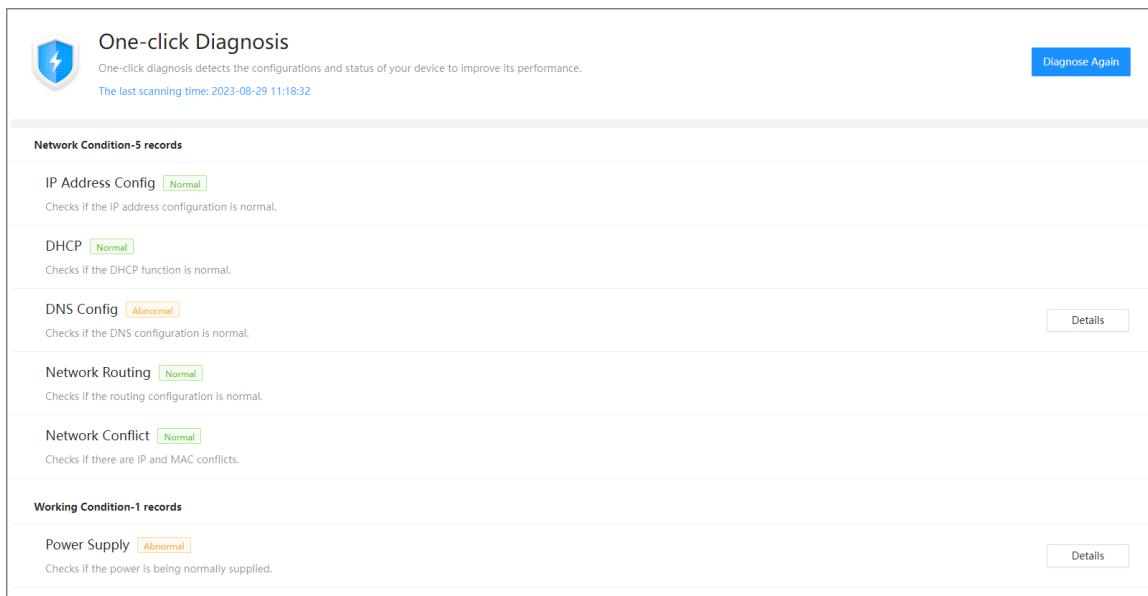 One-click Diagnosis
One-click diagnosis detects the configurations and status of your device to improve its performance.
The last scanning time: 2023-08-29 11:18:32
Diagnose Again
Network Condition-5 records
IP Address Config Normal
Checks if the IP address configuration is normal.
DHCP Normal
Checks if the DHCP function is normal.
DNS Config Abnormal
Checks if the DNS configuration is normal.
Details
Network Routing Normal
Checks if the routing configuration is normal.
Network Conflict Normal
Checks if there are IP and MAC conflicts.
Working Condition-1 records
Power Supply Abnormal
Checks if the power is being normally supplied.
Details